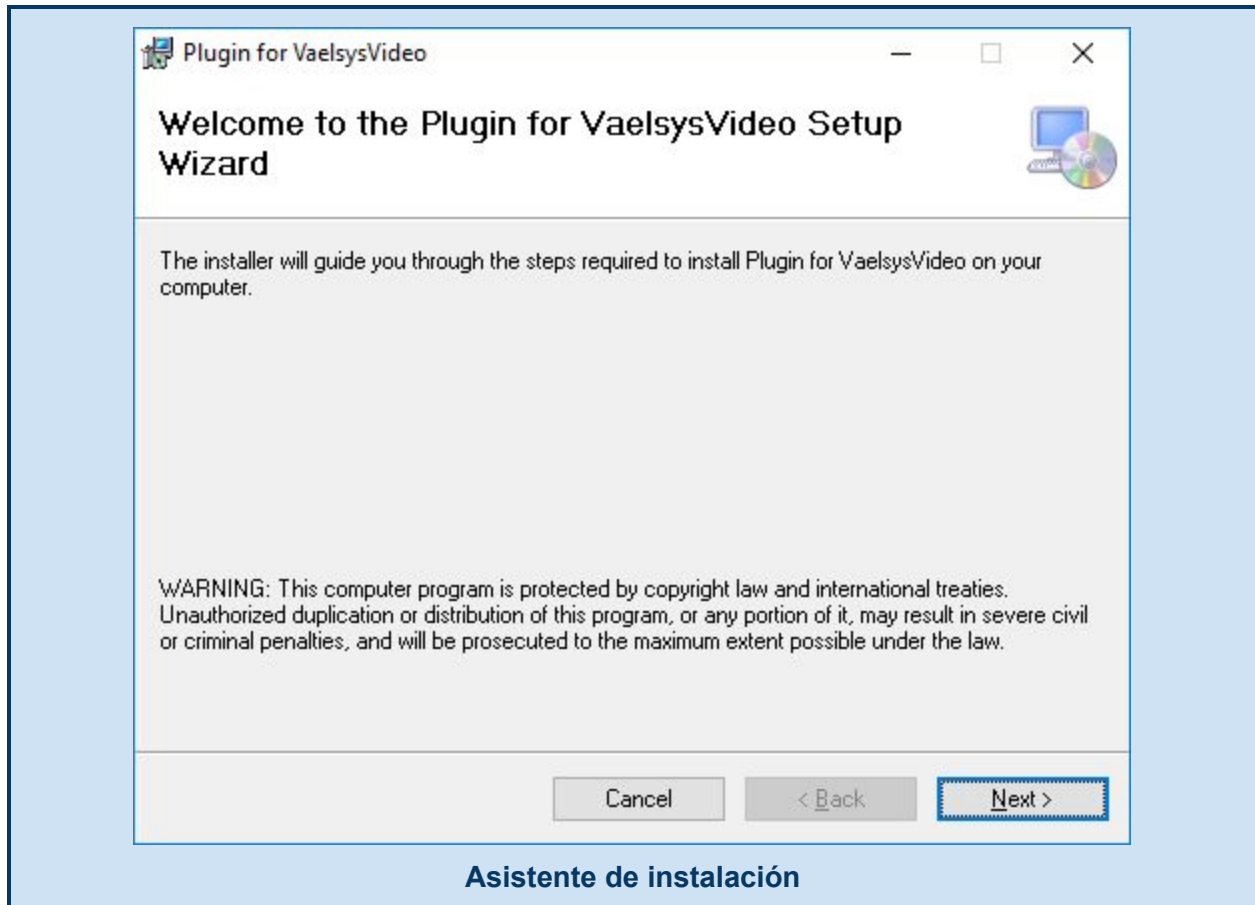 Plugin for VaelsysVideo
Welcome to the Plugin for VaelsysVideo Setup
Wizard
The installer will guide you through the steps required to install Plugin for VaelsysVideo on your
computer.
WARNING: This computer program is protected by copyright law and international treaties.
Unauthorized duplication or distribution of this program, or any portion of it, may result in severe civil
or criminal penalties, and will be prosecuted to the maximum extent possible under the law.
Cancel
< Back
Next >
Asistente de instalación